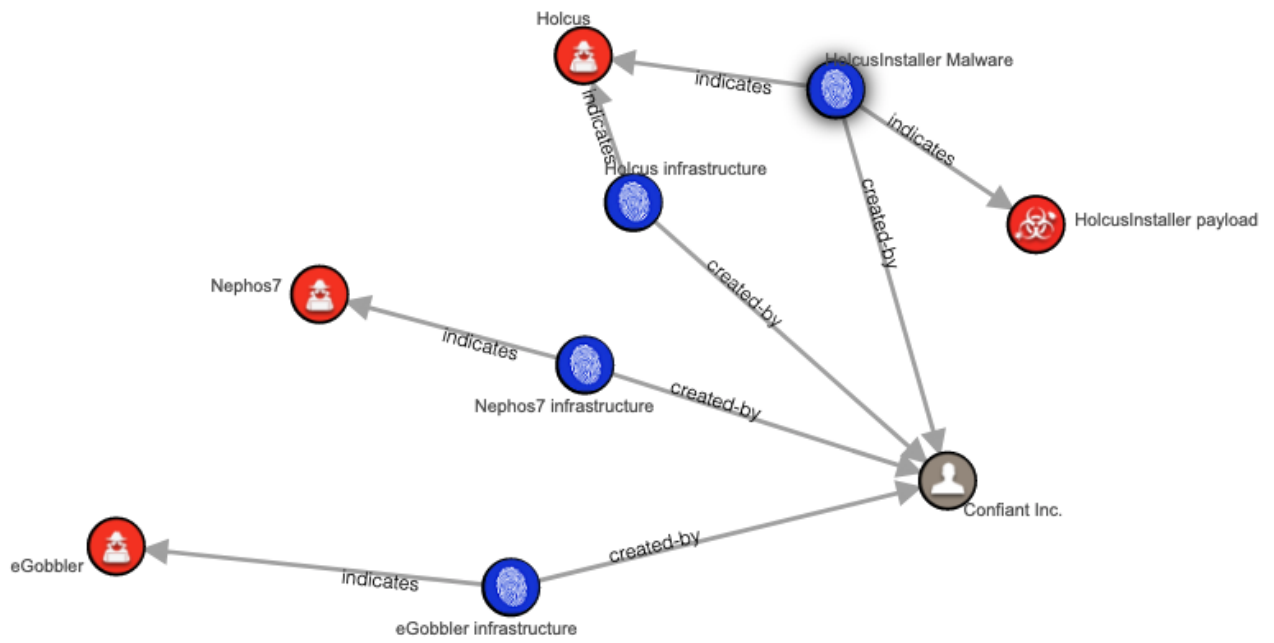 Holcus
HolcusInstaller Malware
indicates
indicates
indicates
Holcus infrastructure
created-by
HolcusInstaller payload
created-by
Nephos7
indicates
created-by
Nephos7 infrastructure
Confiant Inc.
created-by
eGobbler
indicates
eGobbler infrastructure